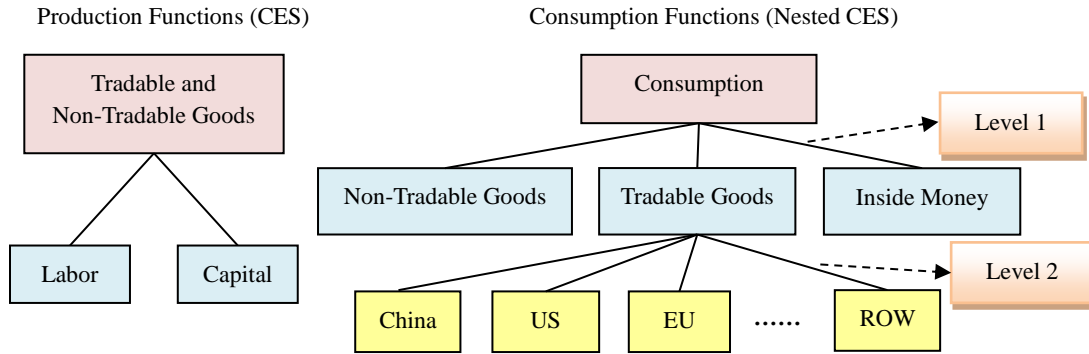 Production Functions (CES)
Consumption Functions (Nested CES)
Tradable and
Non-Tradable Goods
Labor
Capital
Consumption
Level 1
Non-Tradable Goods
Tradable Goods
Inside Money
Level 2
China
US
EU
......
ROW